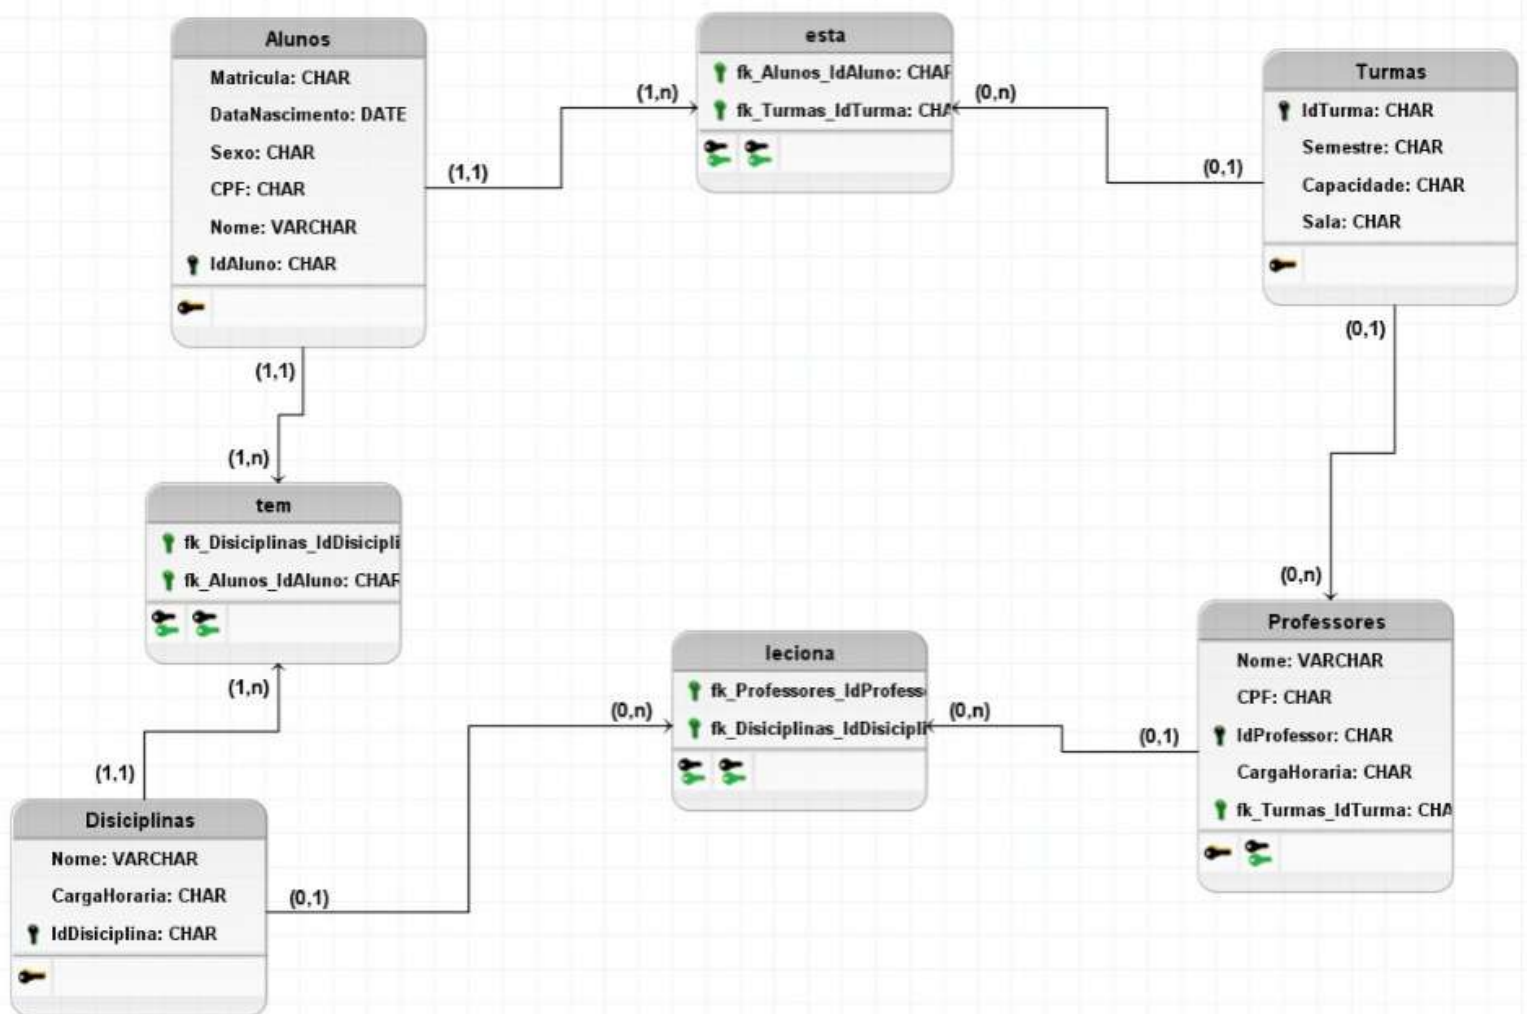 Alunos
Matricula: CHAR
DataNascimento: DATE
Sexo: CHAR
CPF: CHAR
Nome: VARCHAR
IdAluno: CHAR
(1,1)
(1,1)
(1,n)
esta
fk_Alunos_IdAluno: CHAR
fk_Turmas_IdTurma: CHA
(0,n)
(0,1)
Turmas
IdTurma: CHAR
Semestre: CHAR
Capacidade: CHAR
Sala: CHAR
(0,1)
(0,n)
(1,n)
tem
fk_Disiciplinas_IdDisicipli
fk_Alunos_IdAluno: CHAR
(1,n)
(1,1)
Disiciplinas
Nome: VARCHAR
CargaHoraria: CHAR
IdDisiciplina: CHAR
(0,1)
(0,n)
leciona
fk_Professores_IdProfess
fk_Disiciplinas_IdDisicipli
(0,n)
(0,1)
Professores
Nome: VARCHAR
CPF: CHAR
IdProfessor: CHAR
CargaHoraria: CHAR
fk_Turmas_IdTurma: CHA